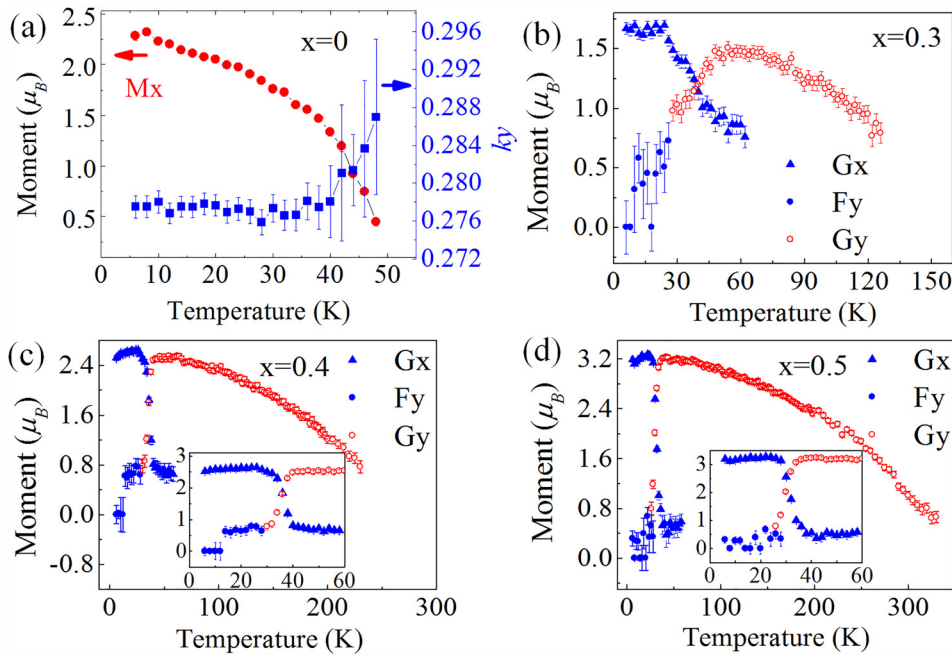 (a)
x=0
Mx
Moment (μB)
2.5
2.0
1.5
1.0
0.5
0 10 20 30 40 50
Temperature (K)
0.296
0.292
0.288
0.284
0.280
0.276
0.272
ky
(b)
x=0.3
Moment (μB)
1.5
1.0
0.5
0.0
Gx
Fy
Gy
0 30 60 90 120 150
Temperature (K)
(c)
x=0.4
Gx
Fy
Gy
Moment (μB)
2.4
1.6
0.8
0.0
-0.8
3
2
1
0
0 20 40 60
0 100 200 300
Temperature (K)
(d)
x=0.5
Gx
Fy
Gy
Moment (μB)
3.2
2.4
1.6
0.8
0.0
3
2
1
0
0 20 40 60
0 100 200 300
Temperature (K)